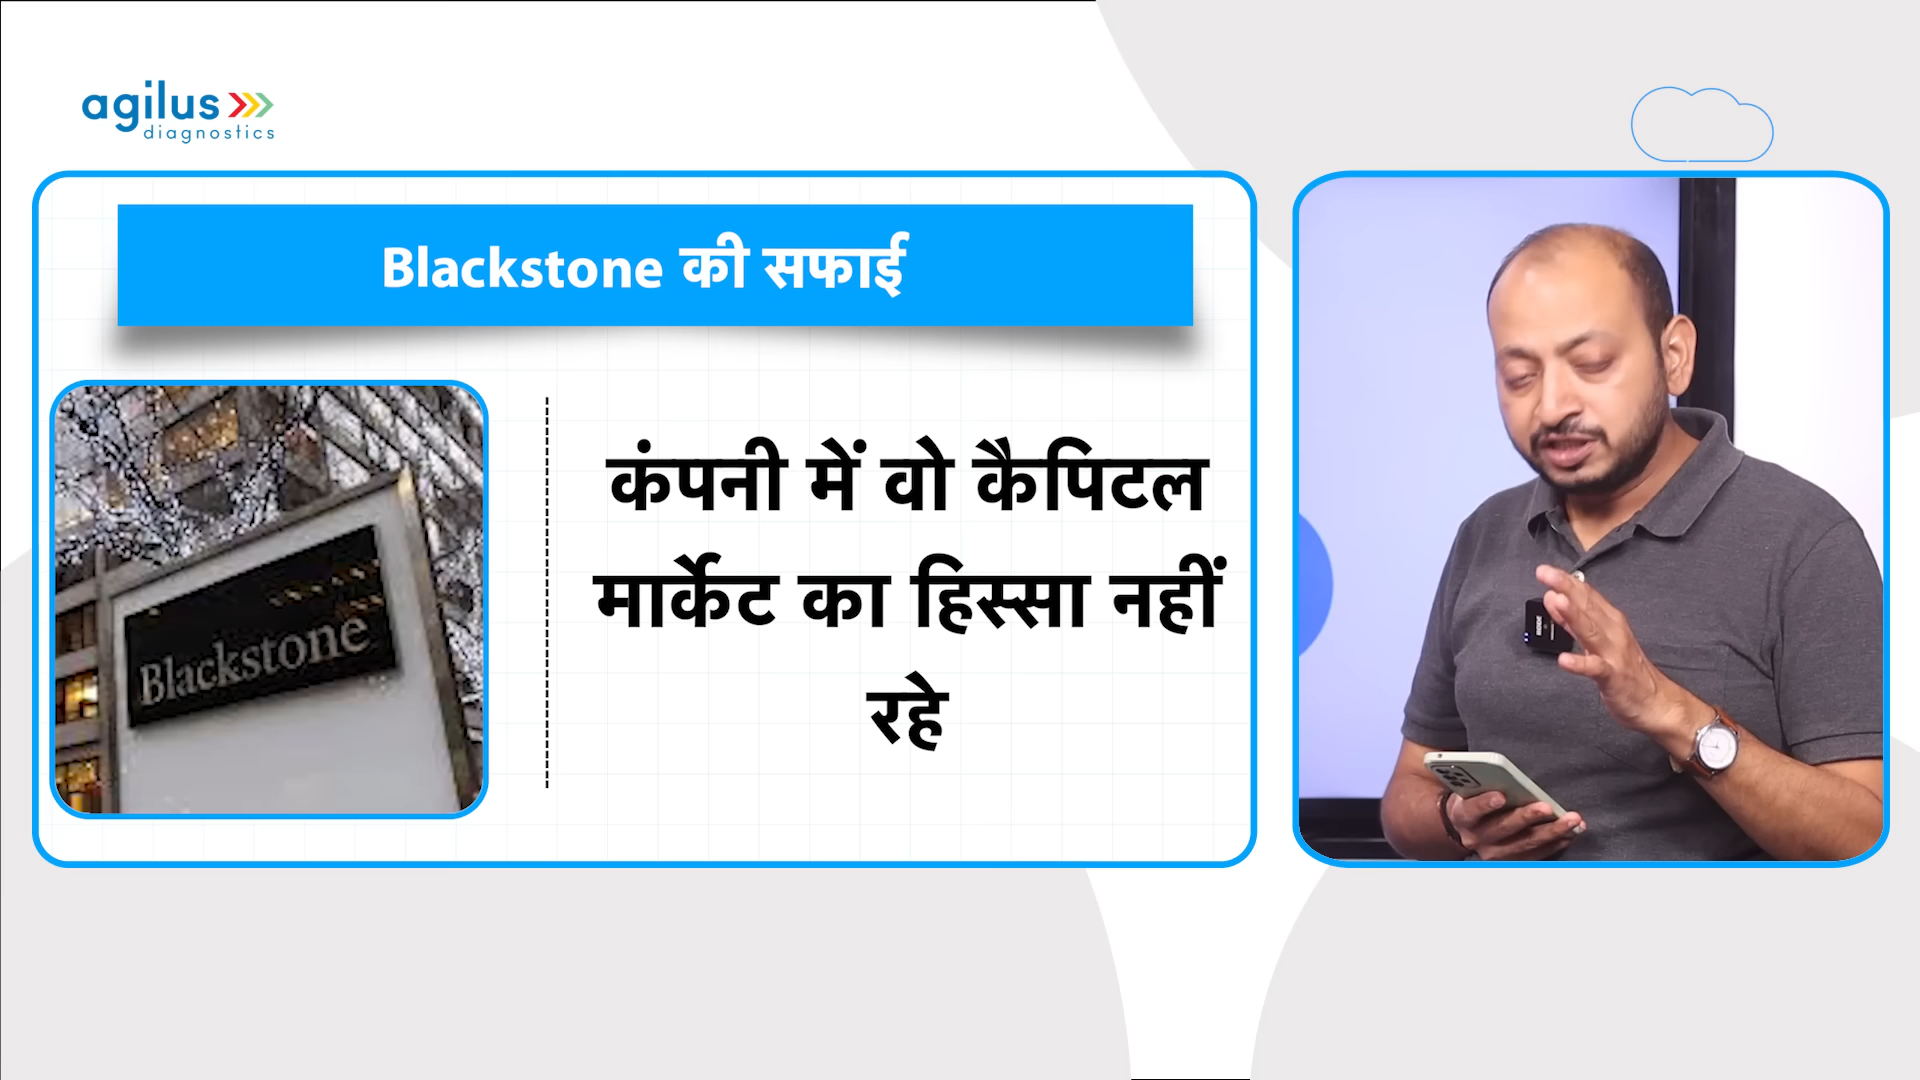 agilus
diagnostics
Blackstone की सफाई
Blackstone
कंपनी में वो कैपिटल
मार्केट का हिस्सा नहीं
रहे